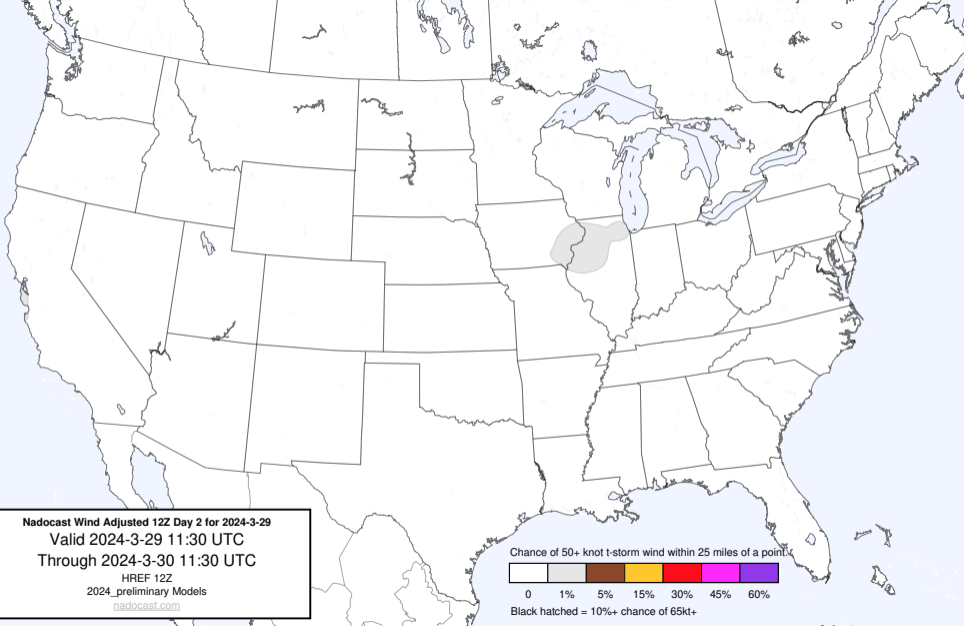 Nadocast Wind Adjusted 12Z Day 2 for 2024-3-29
Valid 2024-3-29 11:30 UTC
Through 2024-3-30 11:30 UTC
HREF 12Z
2024_preliminary Models
nadocast.com
Chance of 50+ knot t-storm wind within 25 miles of a point.
0 1% 5% 15% 30% 45% 60%
Black hatched = 10%+ chance of 65kt+